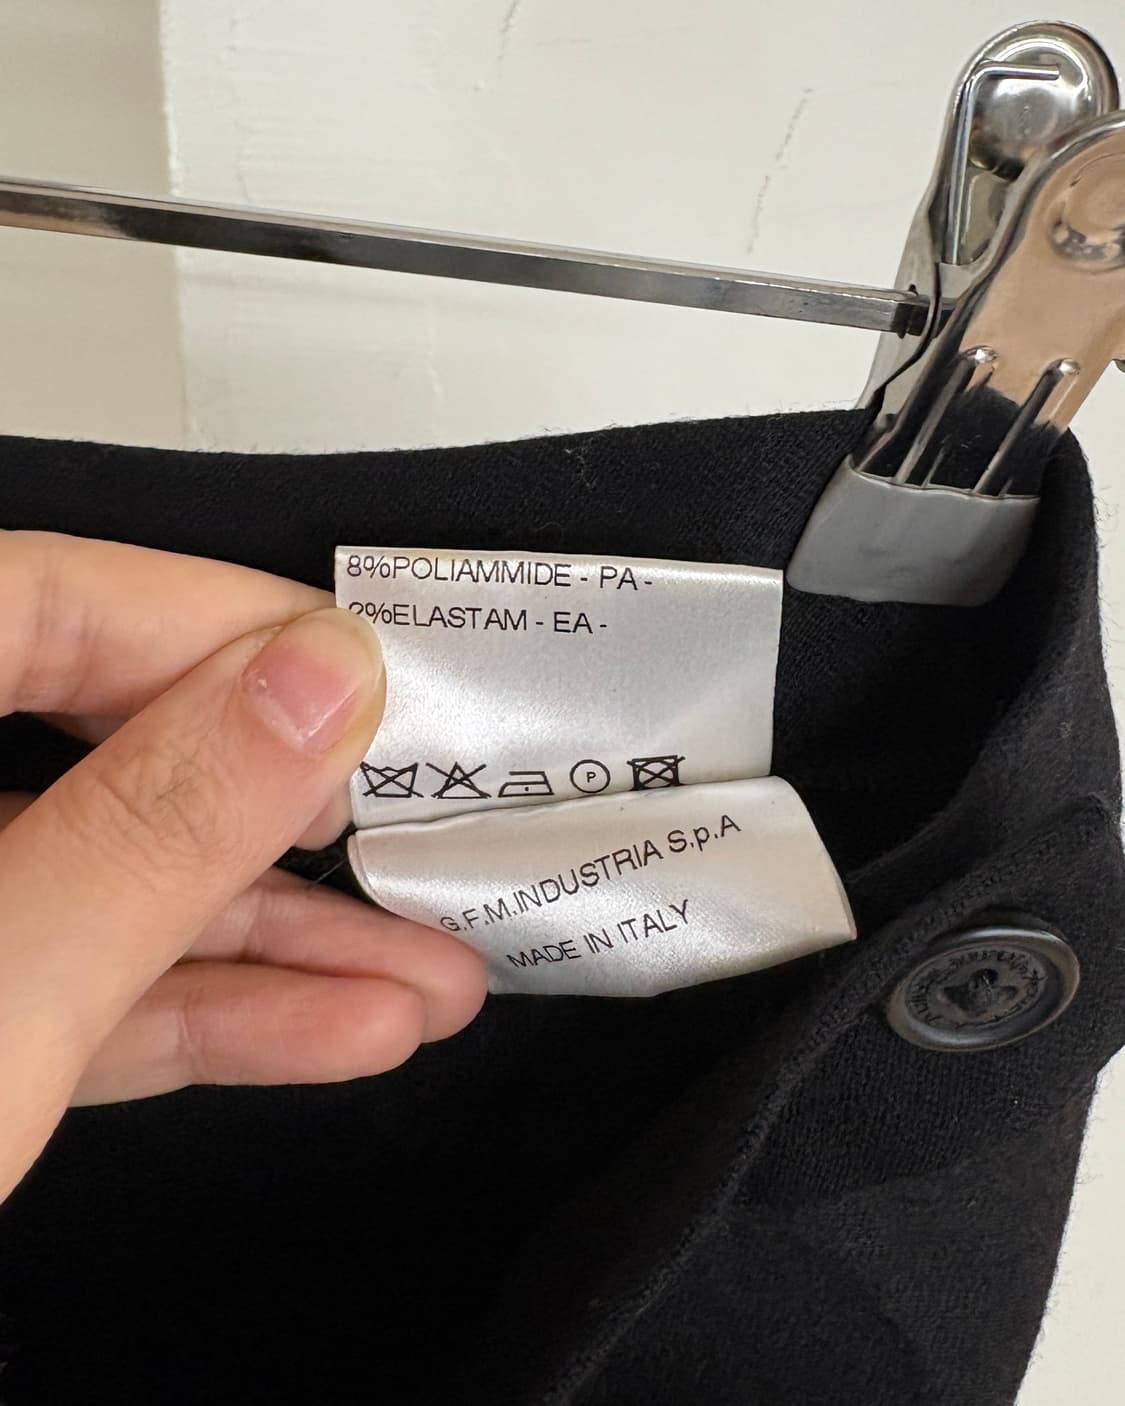 8%POLIAMMIDE - PA -
2%ELASTAM - EA -
P
G.F.M.INDUSTRIA S.p.A
MADE IN ITALY